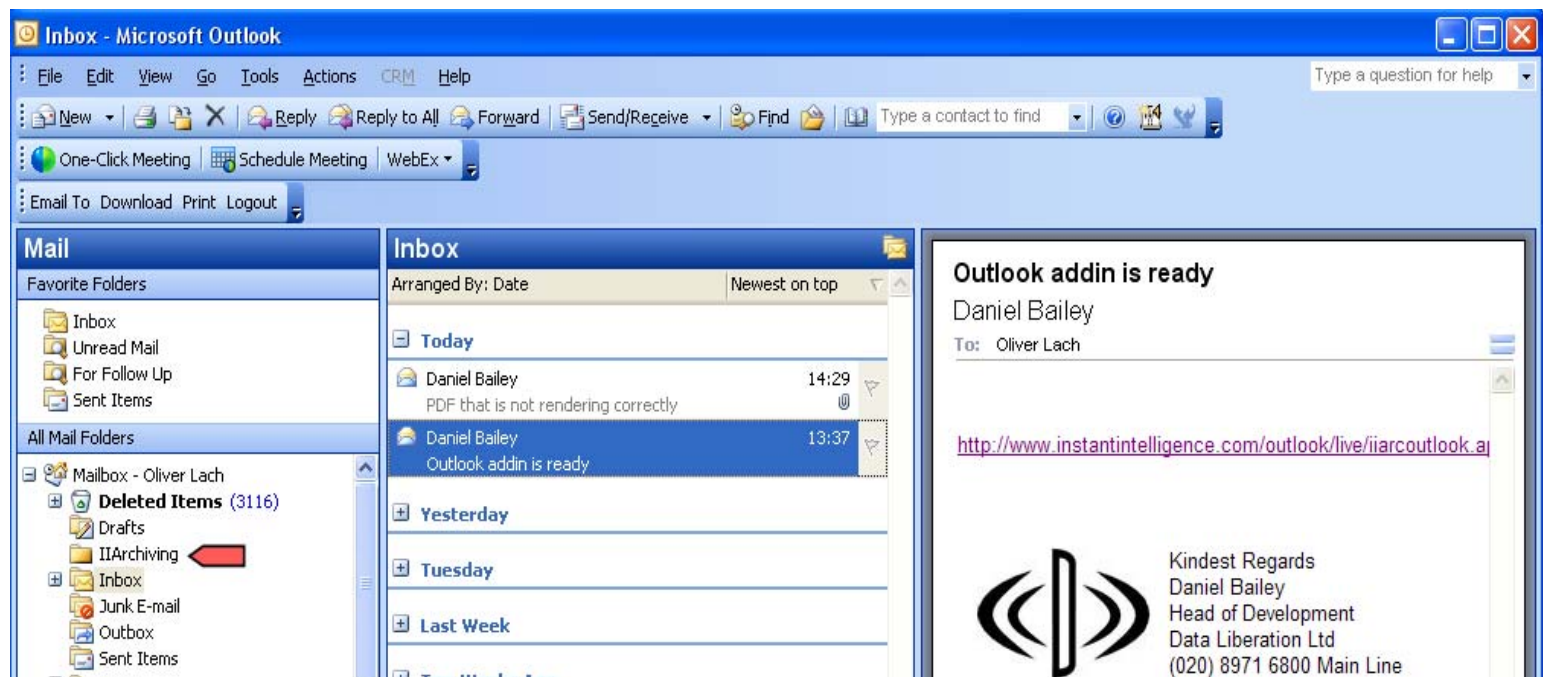 Inbox - Microsoft Outlook
File Edit View Go Tools Actions CRM Help
Type a question for help
New Reply Reply to All Forward Send/Receive Find Type a contact to find
One-Click Meeting Schedule Meeting WebEx
Email To Download Print Logout
Mail
Favorite Folders
Inbox
Unread Mail
For Follow Up
Sent Items
All Mail Folders
Mailbox - Oliver Lach
Deleted Items (3116)
Drafts
IIArchiving
Inbox
Junk E-mail
Outbox
Sent Items
Inbox
Arranged By: Date Newest on top
Today
Daniel Bailey 14:29
PDF that is not rendering correctly
Daniel Bailey 13:37
Outlook addin is ready
Yesterday
Tuesday
Last Week
Outlook addin is ready
Daniel Bailey
To: Oliver Lach
http://www.instantintelligence.com/outlook/live/iiarcoutlook.a
Kindest Regards
Daniel Bailey
Head of Development
Data Liberation Ltd
(020) 8971 6800 Main Line